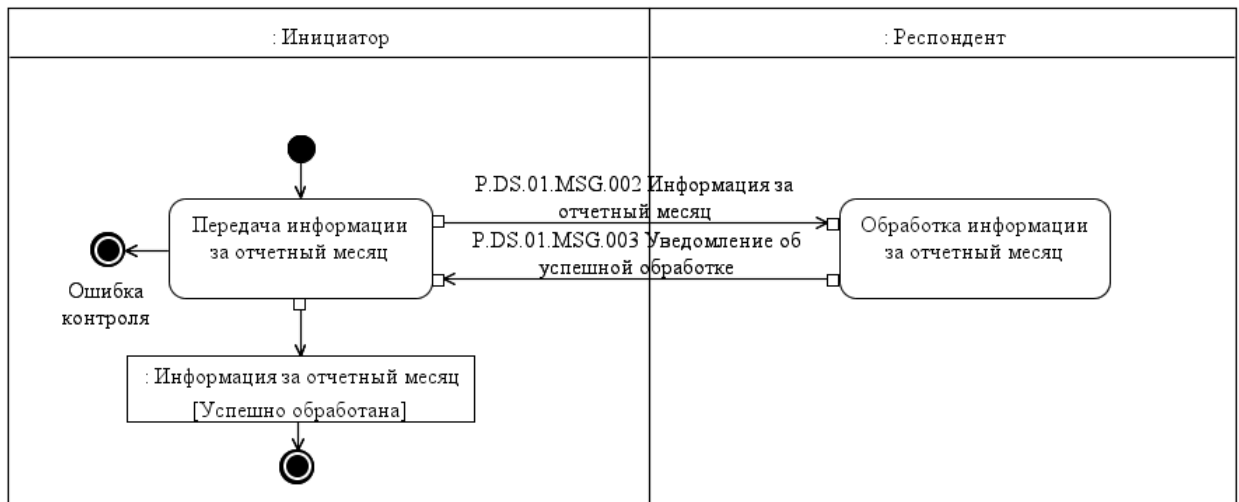 : Инициатор
: Респондент
P.DS.01.MSG.002 Информация за
отчетный месяц
Передача информации
за отчетный месяц
Обработка информации
за отчетный месяц
P.DS.01.MSG.003 Уведомление об
успешной обработке
Ошибка
контроля
: Информация за отчетный месяц
[Успешно обработана]